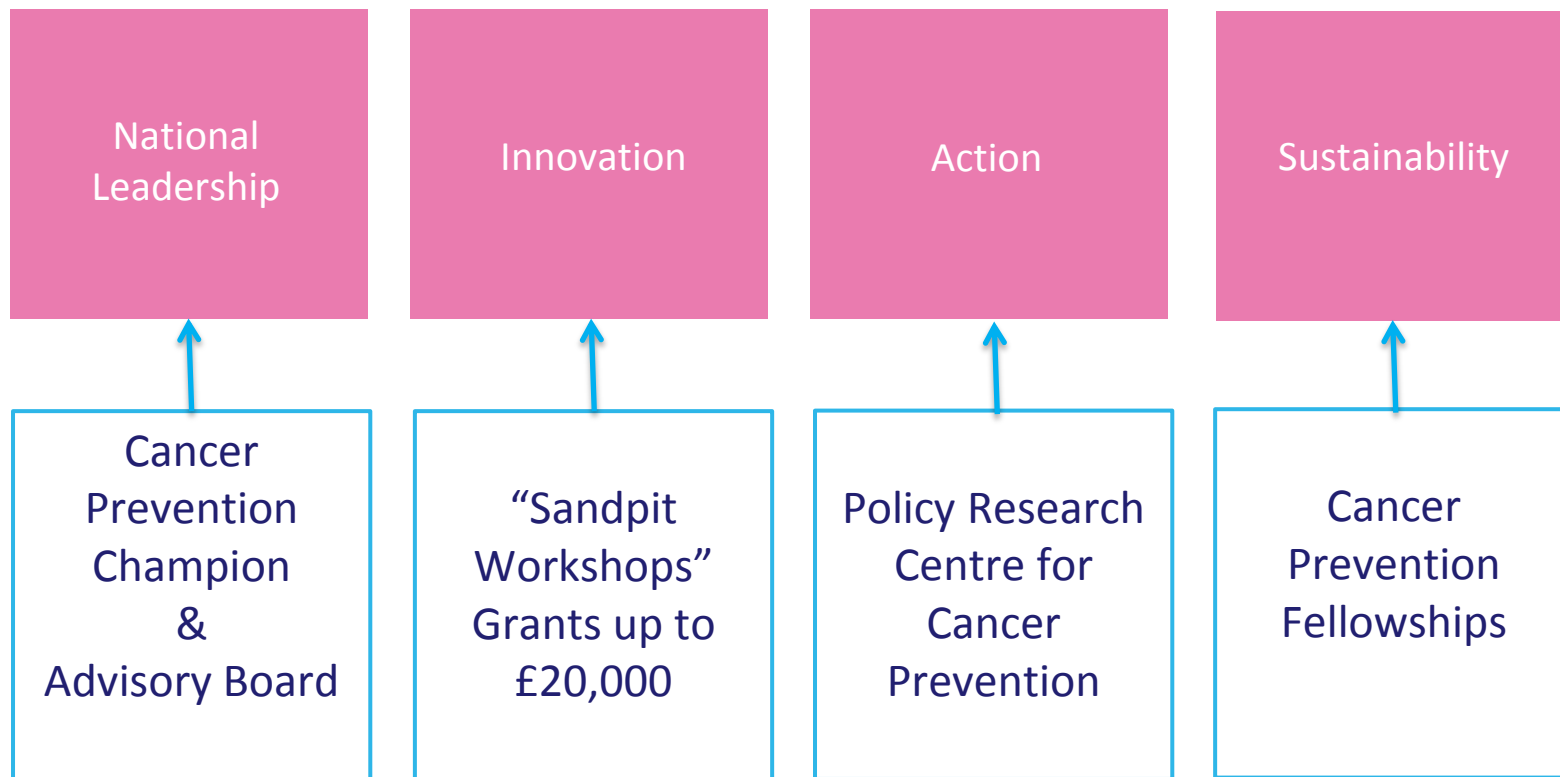 National
Leadership
Innovation
Action
Sustainability
Cancer
Prevention
Champion
&
Advisory Board
“Sandpit
Workshops”
Grants up to
£20,000
Policy Research
Centre for
Cancer
Prevention
Cancer
Prevention
Fellowships